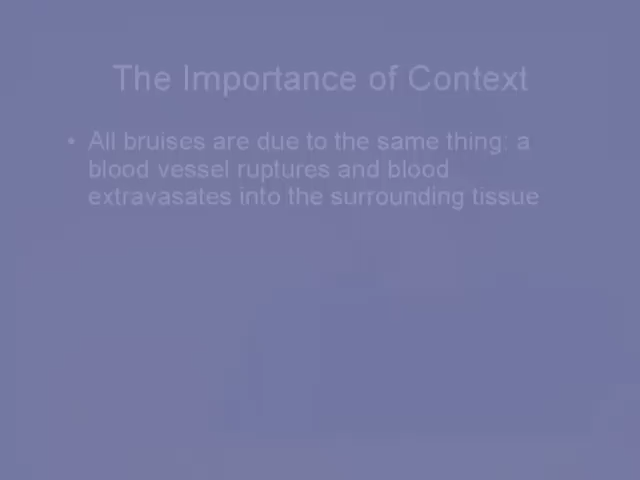 The Importance of Context
• All bruises are due to the same thing: a
blood vessel ruptures and blood
extravasates into the surrounding tissue